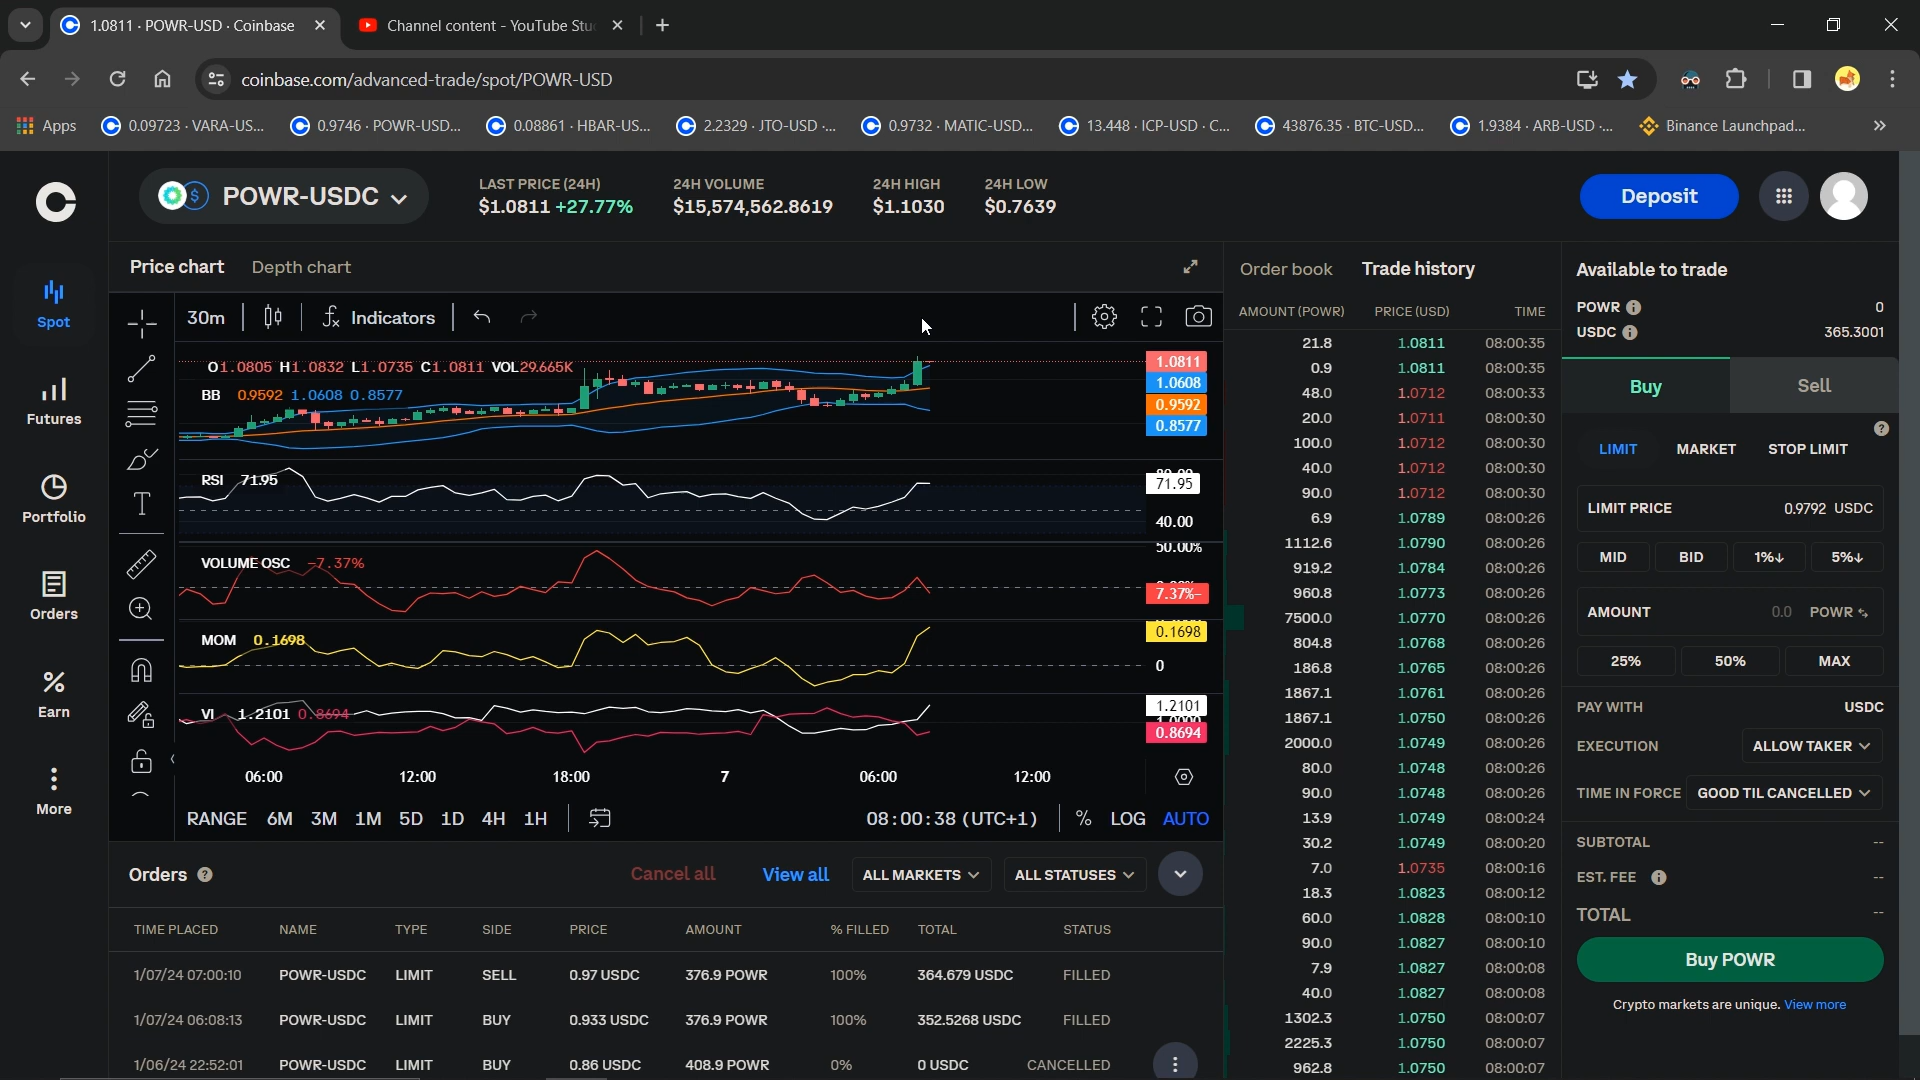 1.0811 · POWR-USD · Coinbase
Channel content - YouTube Stu
coinbase.com/advanced-trade/spot/POWR-USD
Apps
0.09723 · VARA-US...
0.9746 · POWR-USD...
0.08861 · HBAR-US...
2.2329 · JTO-USD ·...
0.9732 · MATIC-USD...
13.448 · ICP-USD · C...
43876.35 · BTC-USD...
1.9384 · ARB-USD ·...
Binance Launchpad...
POWR-USDC
LAST PRICE (24H)
$1.0811 +27.77%
24H VOLUME
$15,574,562.8619
24H HIGH
$1.1030
24H LOW
$0.7639
Deposit
Spot
Futures
Portfolio
Orders
Earn
More
Price chart
Depth chart
30m
Indicators
O1.0805 H1.0832 L1.0735 C1.0811 VOL29.665K
BB 0.9592 1.0608 0.8577
1.0811
1.0608
0.9592
0.8577
RSI 71.95
80.00
71.95
40.00
VOLUME OSC −7.37%
50.00%
7.37%−
MOM 0.1698
0.1698
0
VI 1.2101 0.8694
1.2101
1.0000
0.8694
06:00 12:00 18:00 7 06:00 12:00
RANGE 6M 3M 1M 5D 1D 4H 1H
08:00:38 (UTC+1)
% LOG AUTO
Orders ?
Cancel all
View all
ALL MARKETS
ALL STATUSES
TIME PLACED NAME TYPE SIDE PRICE AMOUNT % FILLED TOTAL STATUS
1/07/24 07:00:10 POWR-USDC LIMIT SELL 0.97 USDC 376.9 POWR 100% 364.679 USDC FILLED
1/07/24 06:08:13 POWR-USDC LIMIT BUY 0.933 USDC 376.9 POWR 100% 352.5268 USDC FILLED
1/06/24 22:52:01 POWR-USDC LIMIT BUY 0.86 USDC 408.9 POWR 0% 0 USDC CANCELLED
Order book
Trade history
AMOUNT (POWR) PRICE (USD) TIME
21.8 1.0811 08:00:35
0.9 1.0811 08:00:35
48.0 1.0712 08:00:33
20.0 1.0711 08:00:30
100.0 1.0712 08:00:30
40.0 1.0712 08:00:30
90.0 1.0712 08:00:30
6.9 1.0789 08:00:26
1112.6 1.0790 08:00:26
919.2 1.0784 08:00:26
960.8 1.0773 08:00:26
7500.0 1.0770 08:00:26
804.8 1.0768 08:00:26
186.8 1.0765 08:00:26
1867.1 1.0761 08:00:26
1867.1 1.0750 08:00:26
2000.0 1.0749 08:00:26
80.0 1.0748 08:00:26
90.0 1.0748 08:00:26
13.9 1.0749 08:00:24
30.2 1.0749 08:00:20
7.0 1.0735 08:00:16
18.3 1.0823 08:00:12
60.0 1.0828 08:00:10
90.0 1.0827 08:00:10
7.9 1.0827 08:00:08
40.0 1.0827 08:00:08
1302.3 1.0750 08:00:07
2225.3 1.0750 08:00:07
962.8 1.0750 08:00:07
Available to trade
POWR i 0
USDC i 365.3001
Buy
Sell
?
LIMIT MARKET STOP LIMIT
LIMIT PRICE 0.9792 USDC
MID BID 1%↓ 5%↓
AMOUNT 0.0 POWR
25% 50% MAX
PAY WITH USDC
EXECUTION ALLOW TAKER
TIME IN FORCE GOOD TIL CANCELLED
SUBTOTAL --
EST. FEE i --
TOTAL --
Buy POWR
Crypto markets are unique. View more